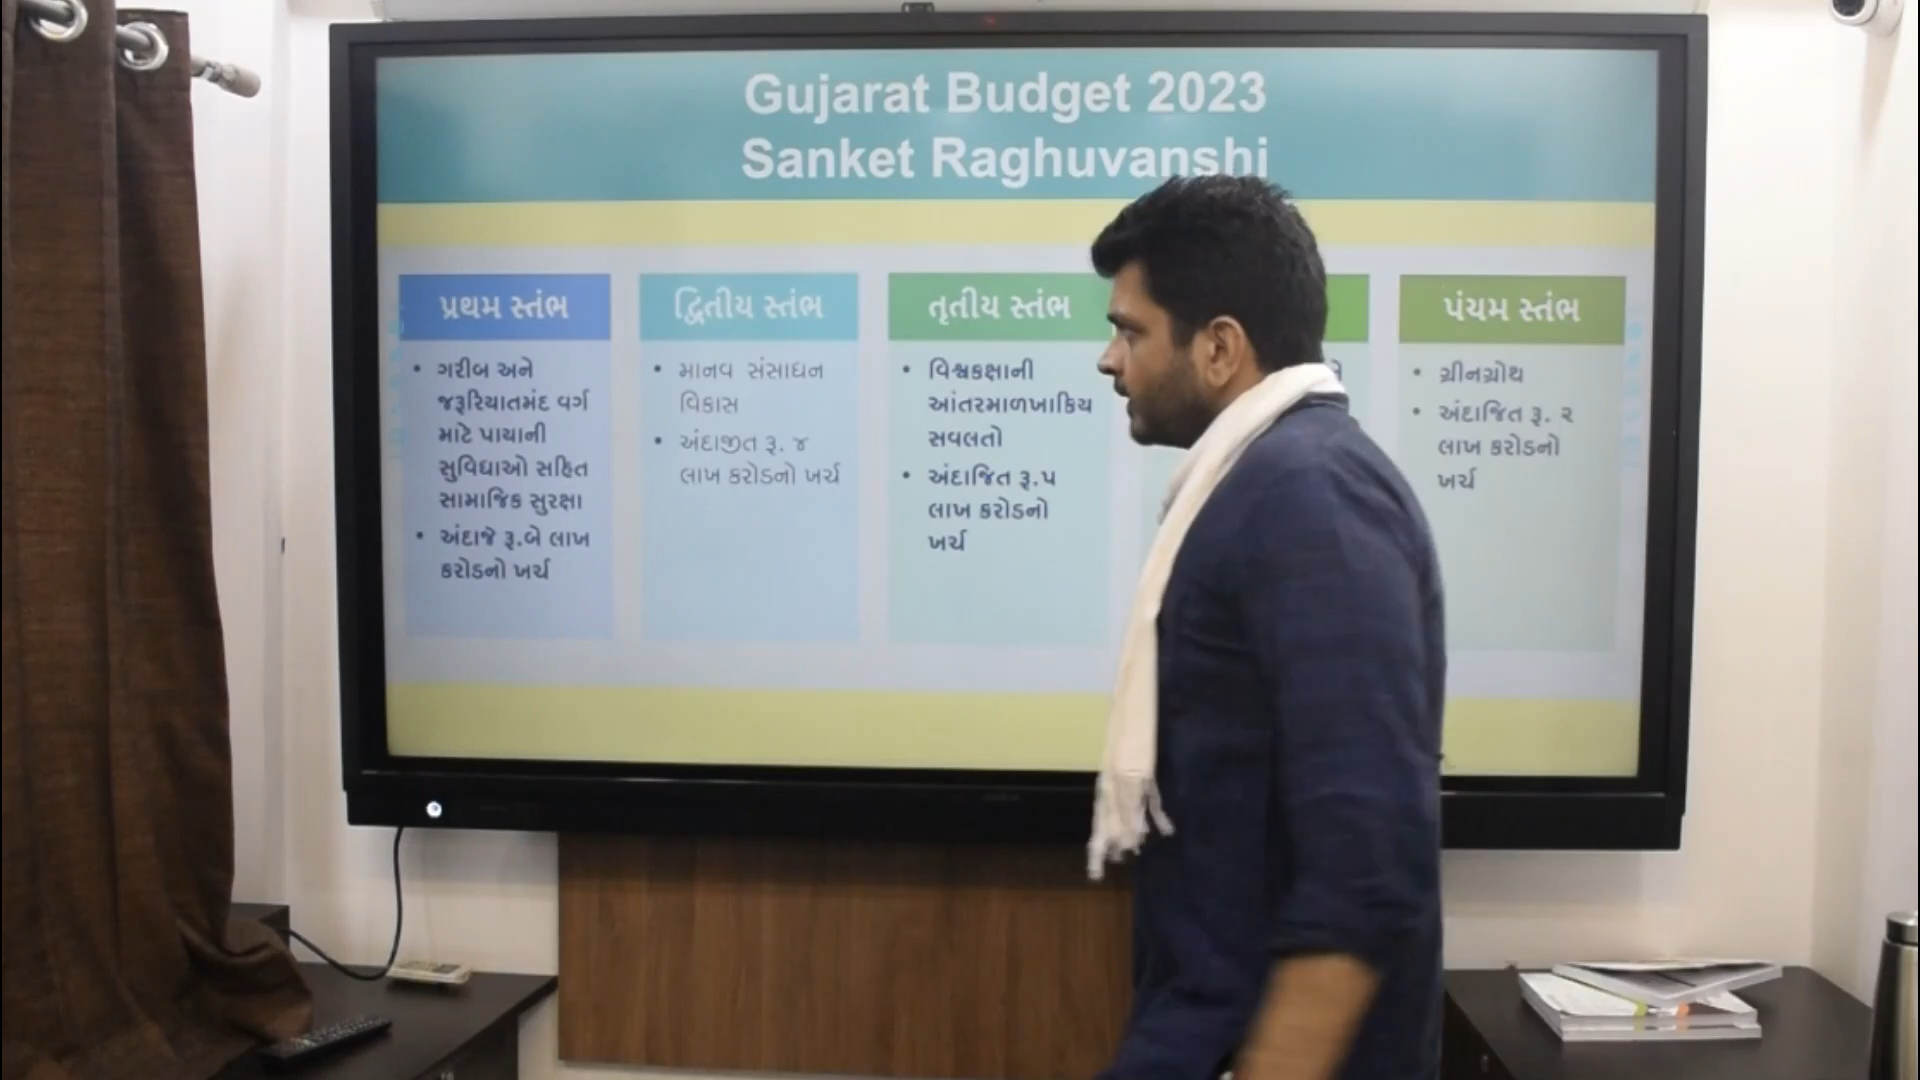 Gujarat Budget 2023
Sanket Raghuvanshi
પ્રથમ સ્તંભ
• ગરીબ અને
જરૂરિયાતમંદ વર્ગ
માટે પાયાની
સુવિધાઓ સહિત
સામાજિક સુરક્ષા
• અંદાજે રૂ.બે લાખ
કરોડનો ખર્ચ
દ્વિતીય સ્તંભ
• માનવ સંસાધન
વિકાસ
• અંદાજીત રૂ. ૪
લાખ કરોડનો ખર્ચ
તૃતીય સ્તંભ
• વિશ્વકક્ષાની
આંતરમાળખાકિય
સવલતો
• અંદાજિત રૂ.૫
લાખ કરોડનો
ખર્ચ
પંચમ સ્તંભ
• ગ્રીનગ્રોથ
• અંદાજિત રૂ. ૨
લાખ કરોડનો
ખર્ચ